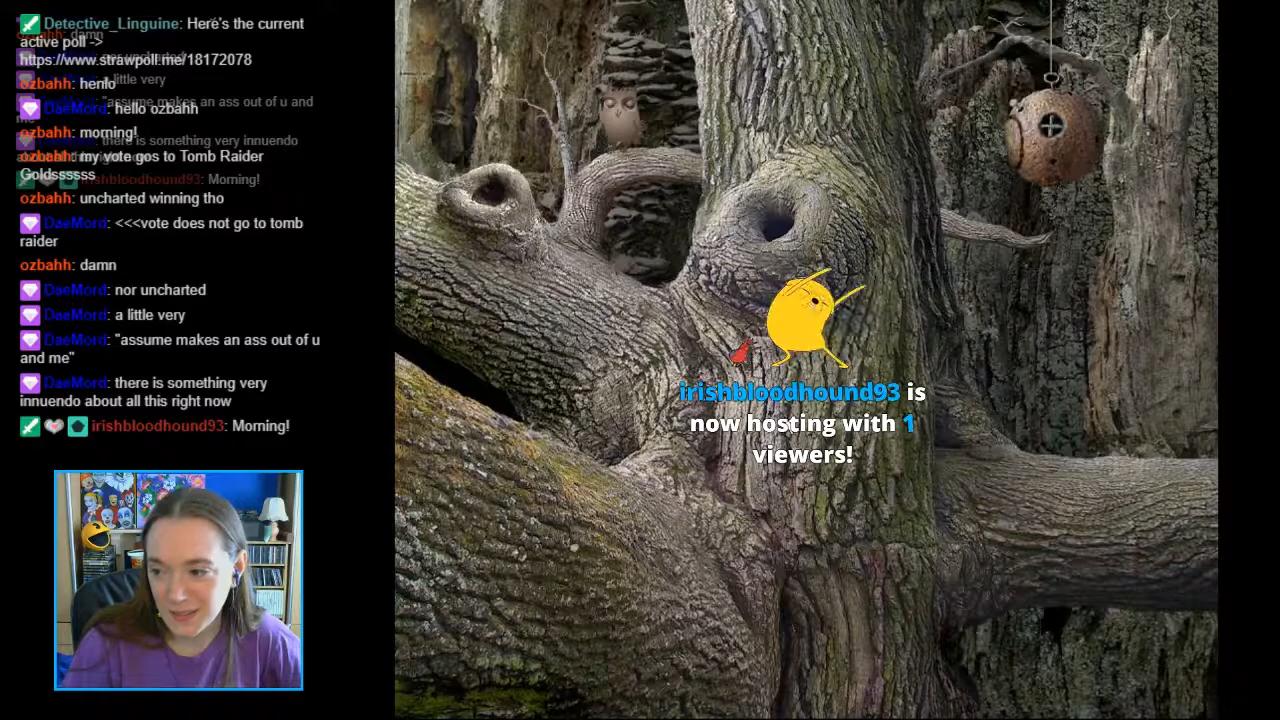 Detective_Linguine: Here's the current
active poll ->
https://www.strawpoll.me/18172078
ozbahh: henlo
DaeMord: hello ozbahh
ozbahh: morning!
ozbahh: my vote gos to Tomb Raider
Goldssssss
ozbahh: uncharted winning tho
DaeMord: <<<vote does not go to tomb
raider
ozbahh: damn
DaeMord: nor uncharted
DaeMord: a little very
DaeMord: "assume makes an ass out of u
and me"
DaeMord: there is something very
innuendo about all this right now
irishbloodhound93: Morning!
irishbloodhound93 is
now hosting with 1
viewers!